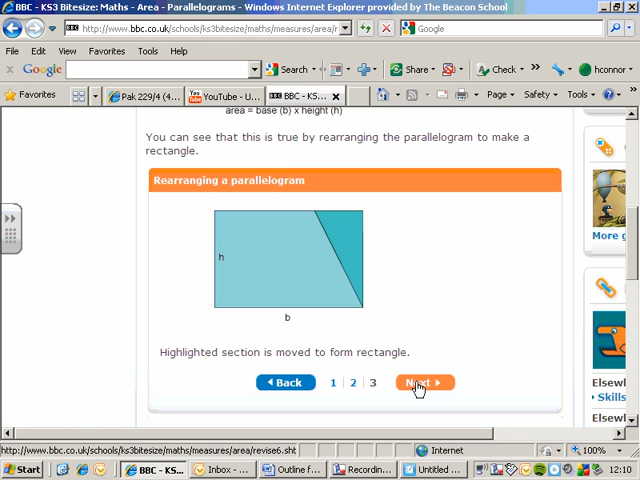 BBC - KS3 Bitesize: Maths - Area - Parallelograms - Windows Internet Explorer provided by The Beacon School
http://www.bbc.co.uk/schools/ks3bitesize/maths/measures/area/r
Google
File Edit View Favorites Tools Help
x Google Search Share Check hconnor
Favorites Pak 229/4 (4... YouTube - U... BBC - KS... x Page Safety Tools
area = base (b) x height (h)
You can see that this is true by rearranging the parallelogram to make a
rectangle.
Rearranging a parallelogram
h
b
More g
Highlighted section is moved to form rectangle.
Back 1 2 3 Next
Elsewl
Skills
Elsewl
http://www.bbc.co.uk/schools/ks3bitesize/maths/measures/area/revise6.sht Internet 100%
Start BBC - KS... Inbox - ... Outline f... Recording... Untitled ... 12:10